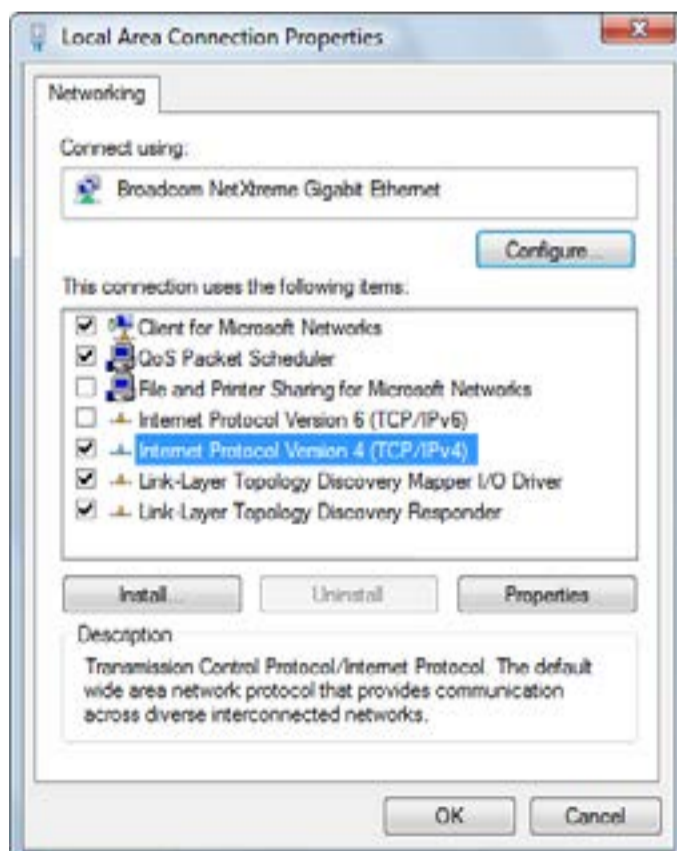 Local Area Connection Properties
Networking
Connect using:
Broadcom NetXtreme Gigabit Ethernet
Configure...
This connection uses the following items:
Client for Microsoft Networks
QoS Packet Scheduler
File and Printer Sharing for Microsoft Networks
Internet Protocol Version 6 (TCP/IPv6)
Internet Protocol Version 4 (TCP/IPv4)
Link-Layer Topology Discovery Mapper I/O Driver
Link-Layer Topology Discovery Responder
Install...
Uninstall
Properties
Description
Transmission Control Protocol/Internet Protocol. The default
wide area network protocol that provides communication
across diverse interconnected networks.
OK
Cancel